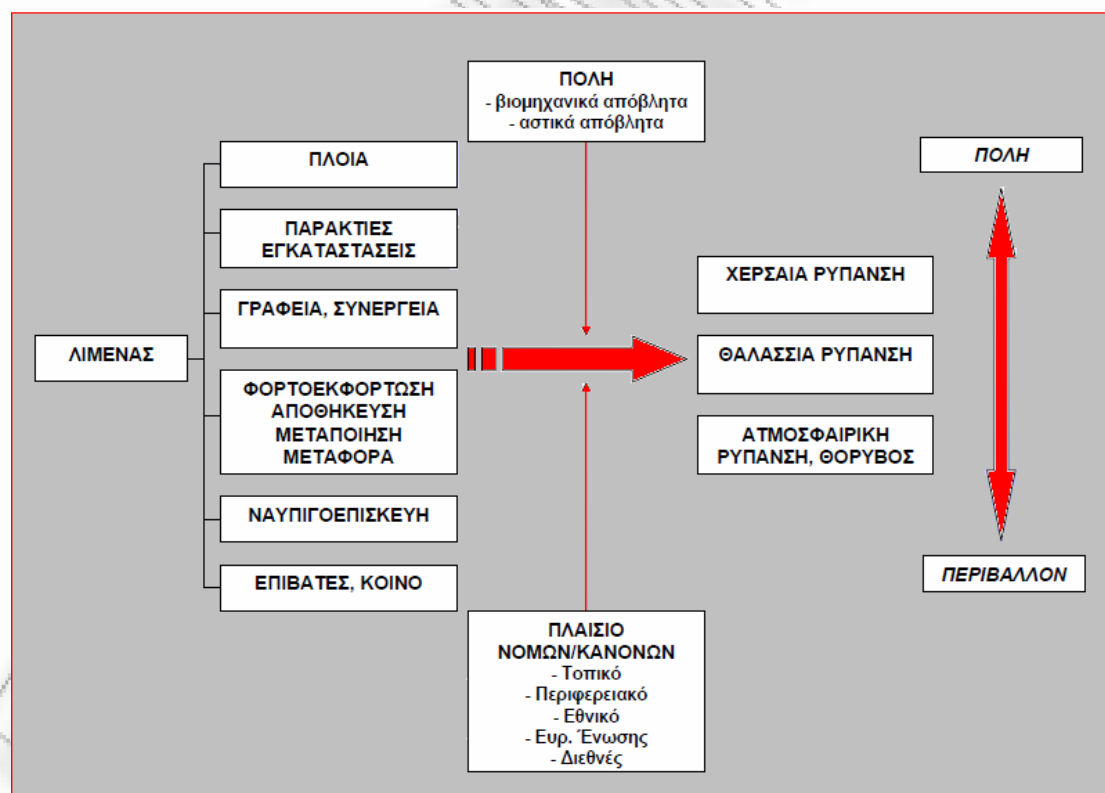 ΛΙΜΕΝΑΣ
ΠΛΟΙΑ
ΠΑΡΑΚΤΙΕΣ
ΕΓΚΑΤΑΣΤΑΣΕΙΣ
ΓΡΑΦΕΙΑ, ΣΥΝΕΡΓΕΙΑ
ΦΟΡΤΟΕΚΦΟΡΤΩΣΗ
ΑΠΟΘΗΚΕΥΣΗ
ΜΕΤΑΠΟΙΗΣΗ
ΜΕΤΑΦΟΡΑ
ΝΑΥΠΙΓΟΕΠΙΣΚΕΥΗ
ΕΠΙΒΑΤΕΣ, ΚΟΙΝΟ
ΠΟΛΗ
- βιομηχανικά απόβλητα
- αστικά απόβλητα
ΠΛΑΙΣΙΟ
ΝΟΜΩΝ/ΚΑΝΟΝΩΝ
- Τοπικό
- Περιφερειακό
- Εθνικό
- Ευρ. Ένωσης
- Διεθνές
ΧΕΡΣΑΙΑ ΡΥΠΑΝΣΗ
ΘΑΛΑΣΣΙΑ ΡΥΠΑΝΣΗ
ΑΤΜΟΣΦΑΙΡΙΚΗ
ΡΥΠΑΝΣΗ, ΘΟΡΥΒΟΣ
ΠΟΛΗ
ΠΕΡΙΒΑΛΛΟΝ